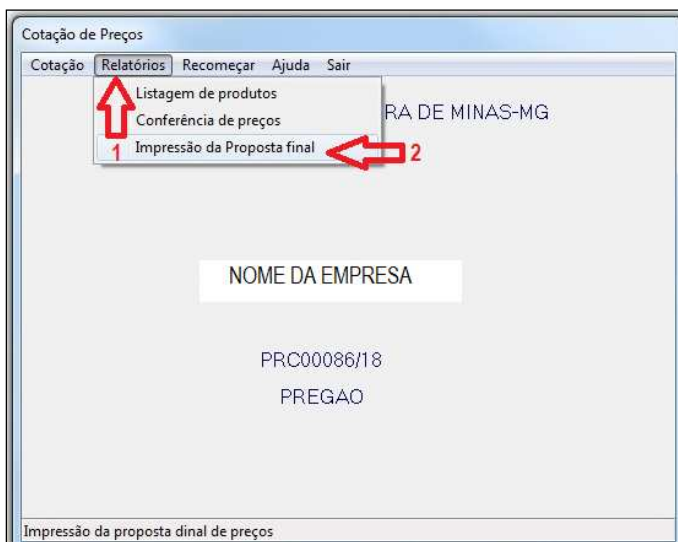 Cotação de Preços
Cotação Relatórios Recomeçar Ajuda Sair
Listagem de produtos
RA DE MINAS-MG
Conferência de preços
1 Impressão da Proposta final 2
NOME DA EMPRESA
PRC00086/18
PREGAO
Impressão da proposta dinal de preços